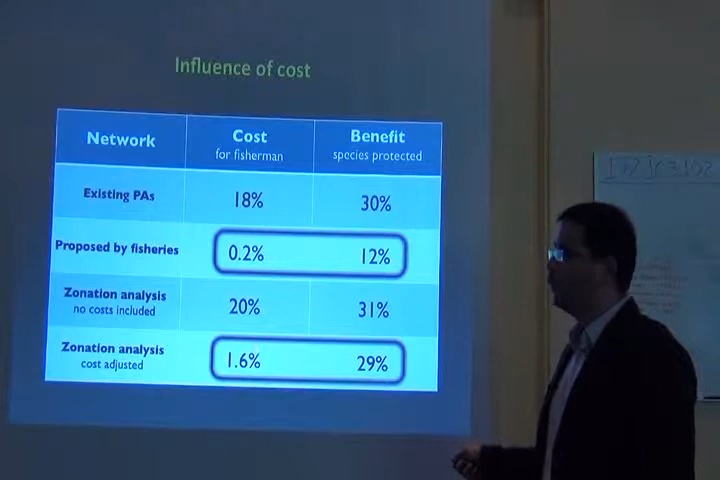 Influence of cost
Network
Cost
for fisherman
Benefit
species protected
Existing PAs
18%
30%
Proposed by fisheries
0.2%
12%
Zonation analysis
no costs included
20%
31%
Zonation analysis
cost adjusted
1.6%
29%